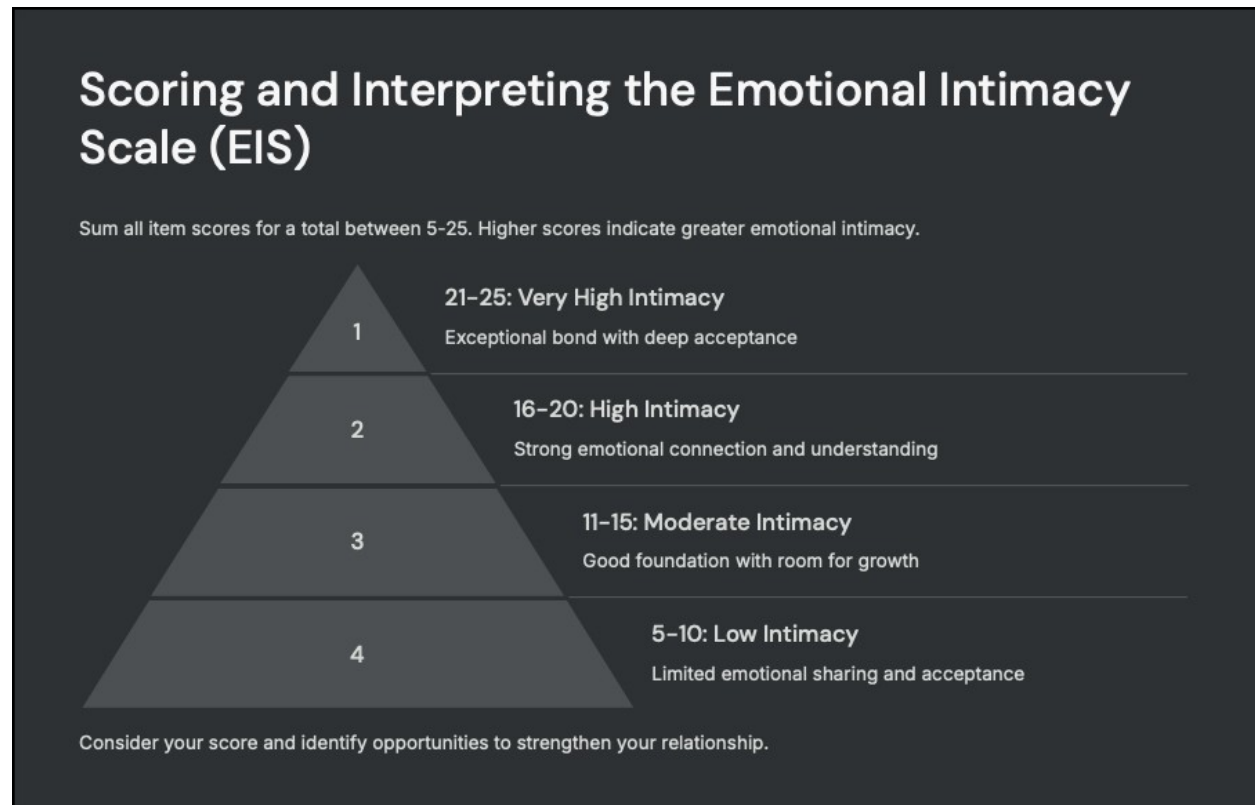 Scoring and Interpreting the Emotional Intimacy
Scale (EIS)
Sum all item scores for a total between 5-25. Higher scores indicate greater emotional intimacy.
1
21–25: Very High Intimacy
Exceptional bond with deep acceptance
2
16–20: High Intimacy
Strong emotional connection and understanding
3
11–15: Moderate Intimacy
Good foundation with room for growth
4
5–10: Low Intimacy
Limited emotional sharing and acceptance
Consider your score and identify opportunities to strengthen your relationship.